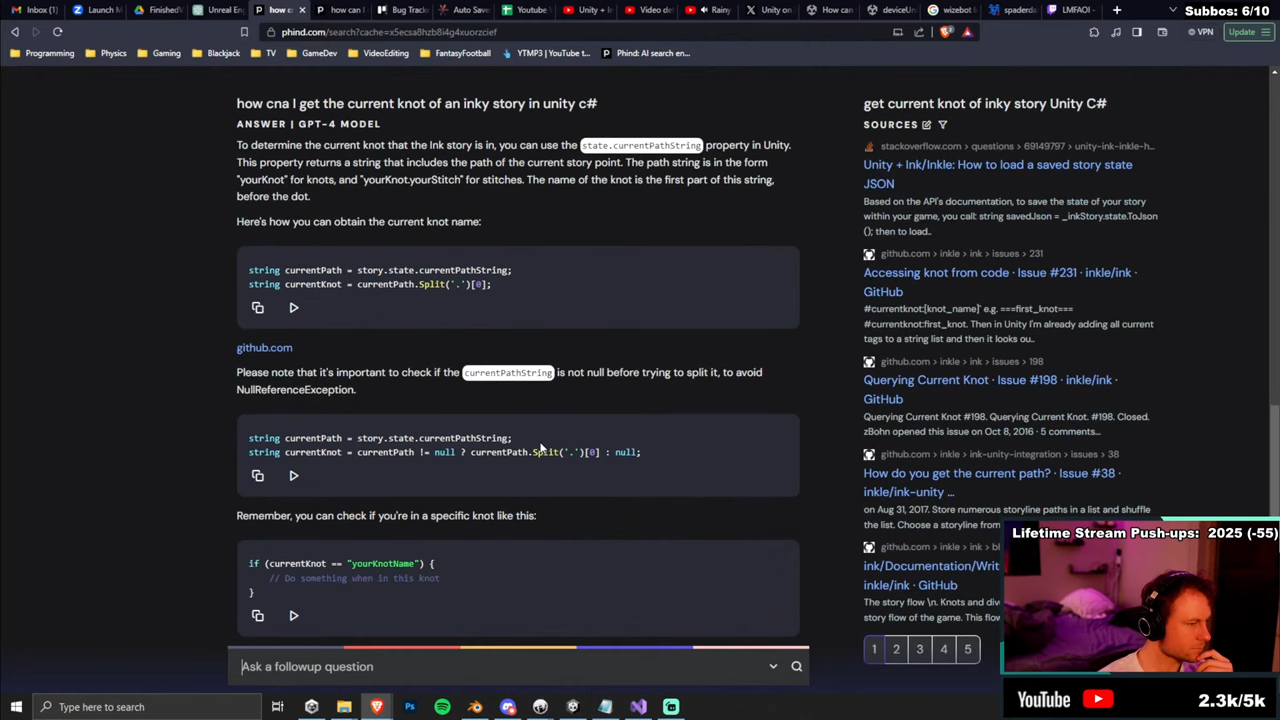 Inbox (1)
Launch M
FinishedV
Unreal En
how c
how can I
Bug Track
Auto Save
Youtube
Unity + I
Video de
Rainy
Unity on
How can
deviceUn
wizebot l
spaderda
LMFAO! -
Subbos: 6/10
phind.com/search?cache=x5ecsa8hzb8i4g4xuorzcief
VPN
Update
Programming
Physics
Gaming
Blackjack
TV
GameDev
VideoEditing
FantasyFootball
YTMP3 | YouTube t...
Phind: AI search en...
how cna I get the current knot of an inky story in unity c#
ANSWER | GPT-4 MODEL
To determine the current knot that the Ink story is in, you can use the state.currentPathString property in Unity.
This property returns a string that includes the path of the current story point. The path string is in the form
"yourKnot" for knots, and "yourKnot.yourStitch" for stitches. The name of the knot is the first part of this string,
before the dot.
Here's how you can obtain the current knot name:
string currentPath = story.state.currentPathString;
string currentKnot = currentPath.Split('.')[0];
github.com
Please note that it's important to check if the currentPathString is not null before trying to split it, to avoid
NullReferenceException.
string currentPath = story.state.currentPathString;
string currentKnot = currentPath != null ? currentPath.Split('.')[0] : null;
Remember, you can check if you're in a specific knot like this:
if (currentKnot == "yourKnotName") {
// Do something when in this knot
}
Ask a followup question
get current knot of inky story Unity C#
SOURCES
stackoverflow.com › questions › 69149797 › unity-ink-inkle-h...
Unity + Ink/Inkle: How to load a saved story state
JSON
Based on the API's documentation, to save the state of your
story within your game, you call: string savedJson = _inkStory.state.ToJson
(); then to load..
github.com › inkle › ink › issues › 231
Accessing knot from code · Issue #231 · inkle/ink ·
GitHub
#currentknot:[knot_name]` e.g. ===first_knot===
#currentknot:first_knot. Then in Unity I'm already adding all current
tags to a string list and then it looks ou..
github.com › inkle › ink › issues › 198
Querying Current Knot · Issue #198 · inkle/ink ·
GitHub
Querying Current Knot #198. Querying Current Knot. #198. Closed.
zBohn opened this issue on Oct 8, 2016 · 5 comments...
github.com › inkle › ink-unity-integration › issues › 38
How do you get the current path? · Issue #38 ·
inkle/ink-unity ...
on Aug 31, 2017. Store numerous storyline paths in a list and shuffle
the list. Choose a storyline from
github.com › inkle › ink › bl
ink/Documentation/Writ
inkle/ink · GitHub
The story flow \n. Knots and div
story flow of the game. This flow
1 2 3 4 5
Lifetime Stream Push-ups: 2025 (-55)
YouTube
2.3k/5k
Type here to search